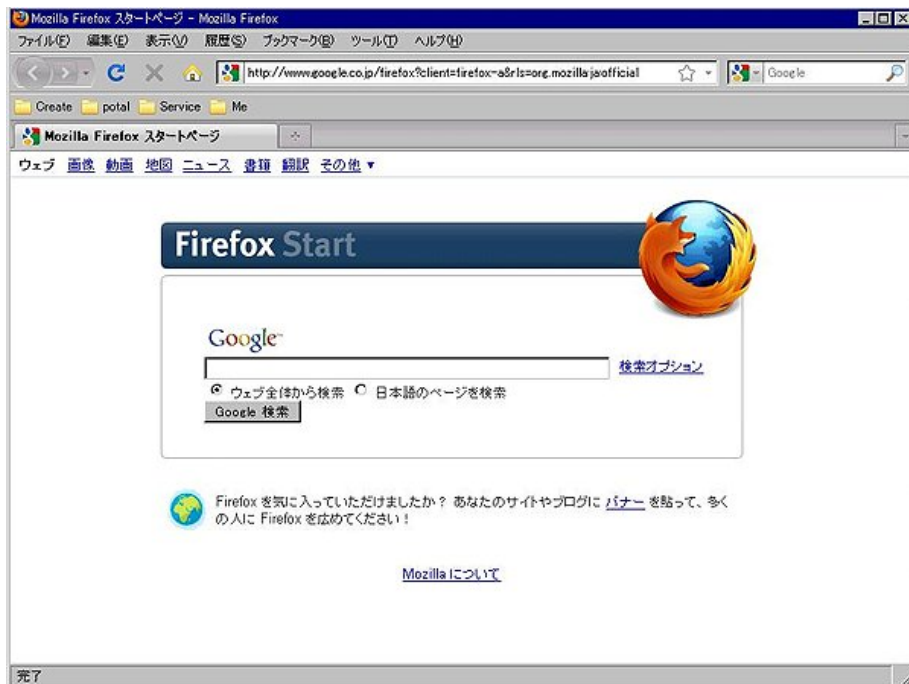 Mozilla Firefox スタートページ - Mozilla Firefox
ファイル(F) 編集(E) 表示(V) 履歴(S) ブックマーク(B) ツール(T) ヘルプ(H)
http://www.google.co.jp/firefox?client=firefox-a&rls=org.mozilla:ja:official Google
Create potal Service Me
Mozilla Firefox スタートページ
ウェブ 画像 動画 地図 ニュース 書籍 翻訳 その他 ▼
Firefox Start
Google™
検索オプション
ウェブ全体から検索 日本語のページを検索
Google 検索
Firefox を気に入っていただけましたか? あなたのサイトやブログに バナー を貼って、多く
の人に Firefox を広めてください!
Mozilla について
完了